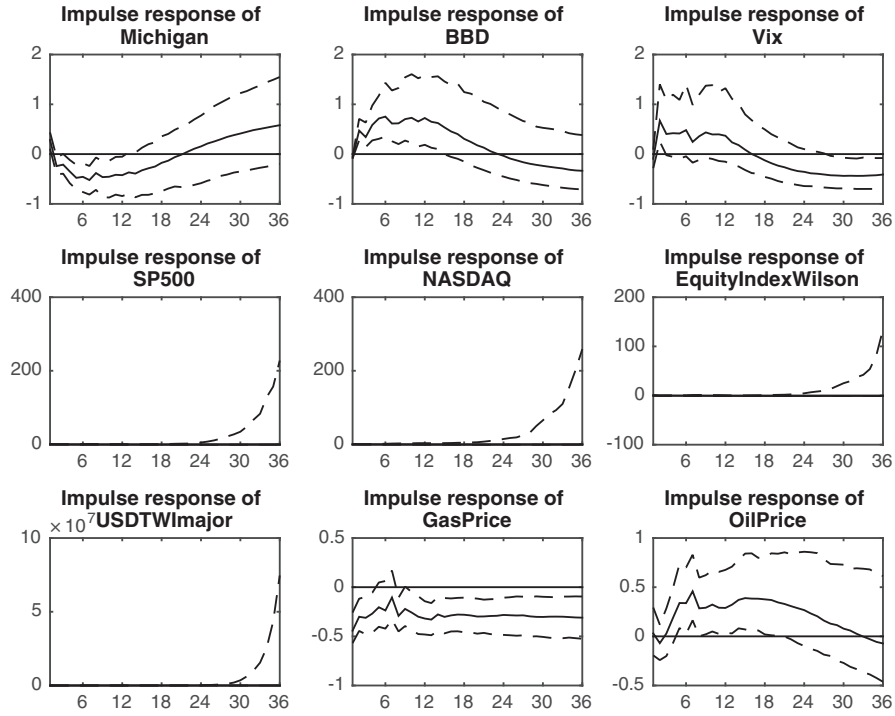 Impulse response of Impulse response of Impulse response of
Michigan BBD Vix
2 2 2
1 1 1
0 0 0
-1 -1 -1
6 12 18 24 30 36 6 12 18 24 30 36 6 12 18 24 30 36
Impulse response of Impulse response of Impulse response of
SP500 NASDAQ EquityIndexWilson
400 400 200
200 200 100
0
0 0 -100
6 12 18 24 30 36 6 12 18 24 30 36 6 12 18 24 30 36
Impulse response of Impulse response of Impulse response of
×10⁷USDTWImajor GasPrice OilPrice
10 0.5 1
0 0.5
5 -0.5 0
0 -1 -0.5
6 12 18 24 30 36 6 12 18 24 30 36 6 12 18 24 30 36